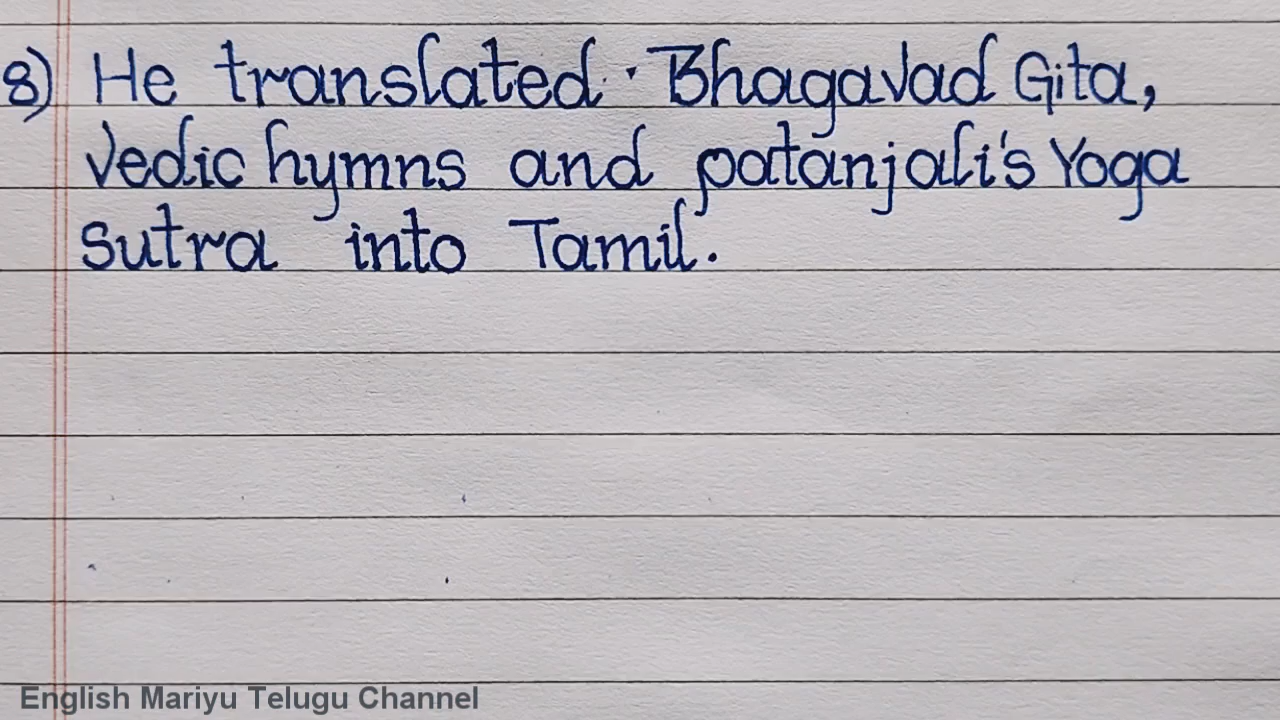 8) He translated. Bhagavad Gita,
Vedic hymns and patanjali's Yoga
sutra into Tamil.
English Mariyu Telugu Channel